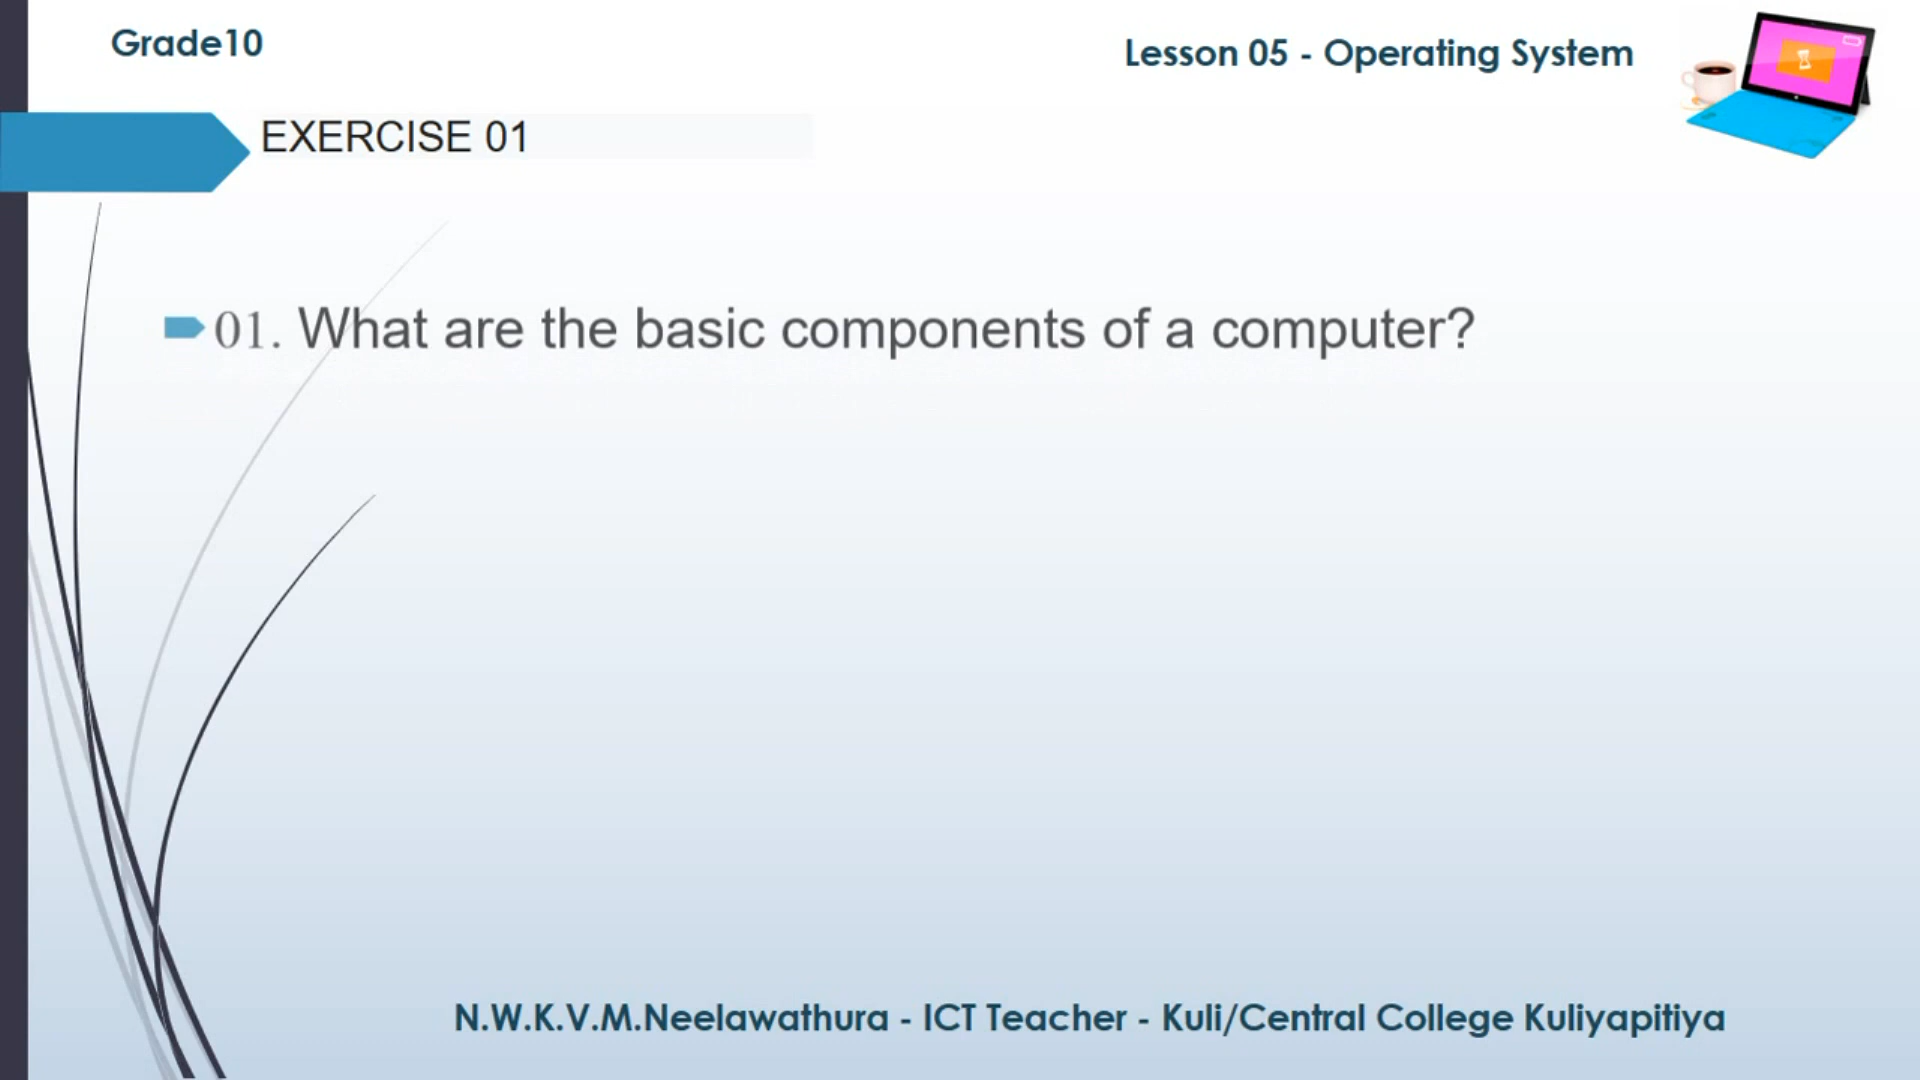 Grade10
Lesson 05 - Operating System
EXERCISE 01
01. What are the basic components of a computer?
N.W.K.V.M.Neelawathura - ICT Teacher - Kuli/Central College Kuliyapitiya